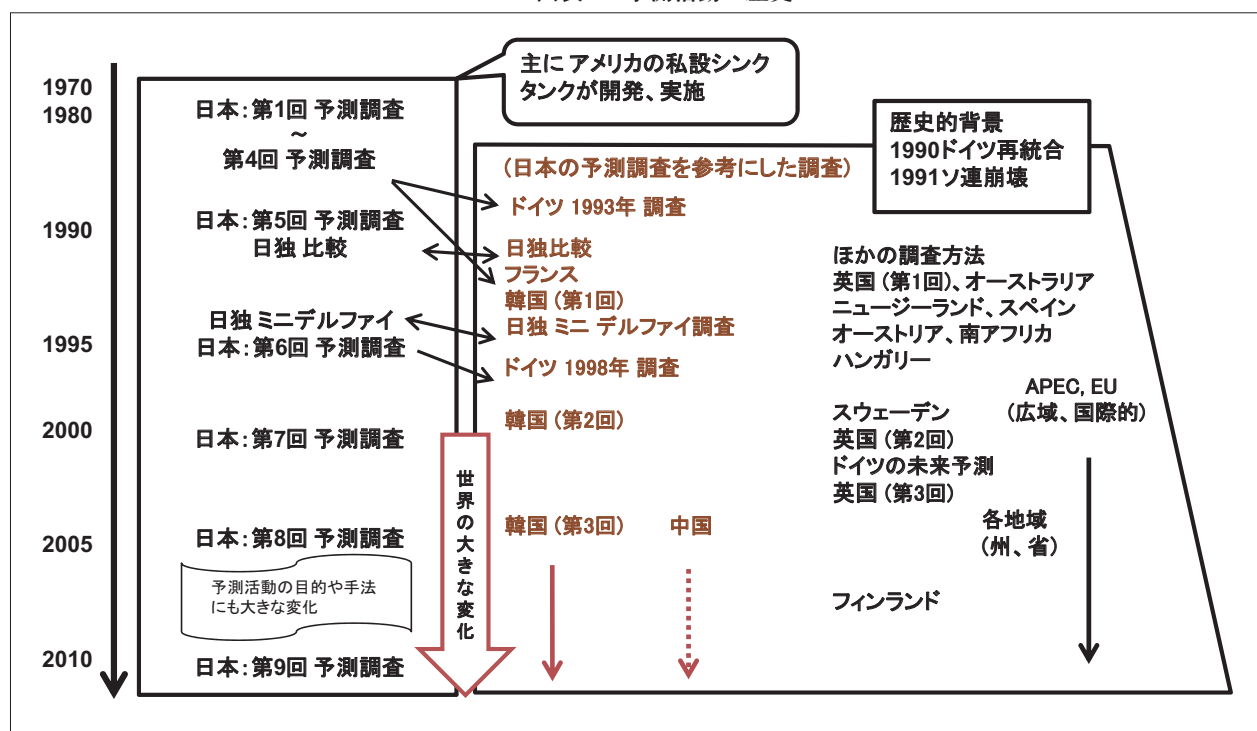 主に アメリカの私設シンク
タンクが開発、実施
1970
1980
1990
1995
2000
2005
2010
日本：第1回 予測調査
～
第4回 予測調査
日本：第5回 予測調査
日独 比較
日独 ミニデルファイ
日本：第6回 予測調査
日本：第7回 予測調査
日本：第8回 予測調査
予測活動の目的や手法
にも大きな変化
日本：第9回 予測調査
世界の大きな変化
（日本の予測調査を参考にした調査）
ドイツ 1993年 調査
日独比較
フランス
韓国（第1回）
日独 ミニ デルファイ調査
ドイツ 1998年 調査
韓国（第2回）
韓国（第3回）
中国
歴史的背景
1990ドイツ再統合
1991ソ連崩壊
ほかの調査方法
英国（第1回）、オーストラリア
ニュージーランド、スペイン
オーストリア、南アフリカ
ハンガリー
APEC, EU
（広域、国際的）
スウェーデン
英国（第2回）
ドイツの未来予測
英国（第3回）
各地域
（州、省）
フィンランド